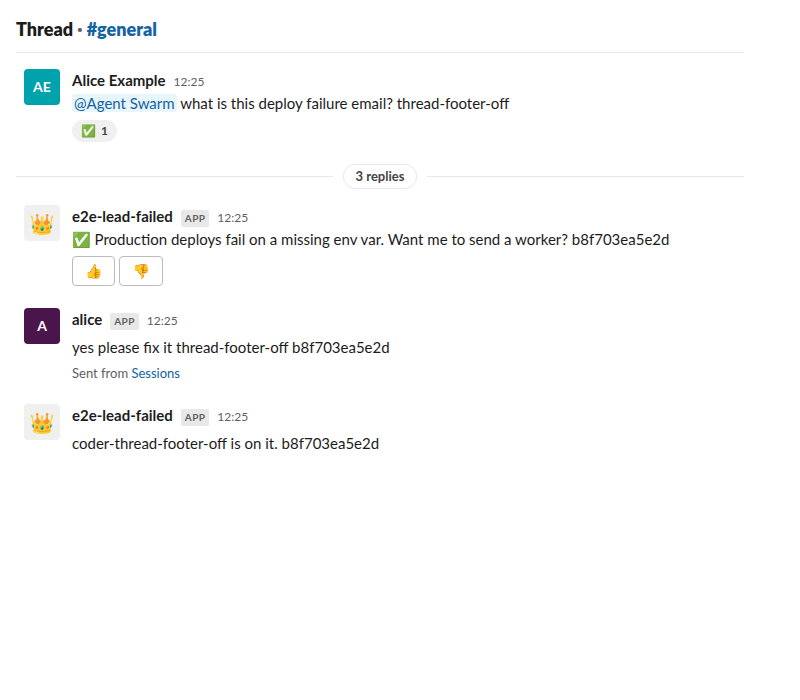 Thread • #general
AE
Alice Example 12:25
@Agent Swarm what is this deploy failure email? thread-footer-off
✅ 1
3 replies
e2e-lead-failed APP 12:25
✅ Production deploys fail on a missing env var. Want me to send a worker? b8f703ea5e2d
👍 👎
A
alice APP 12:25
yes please fix it thread-footer-off b8f703ea5e2d
Sent from Sessions
e2e-lead-failed APP 12:25
coder-thread-footer-off is on it. b8f703ea5e2d